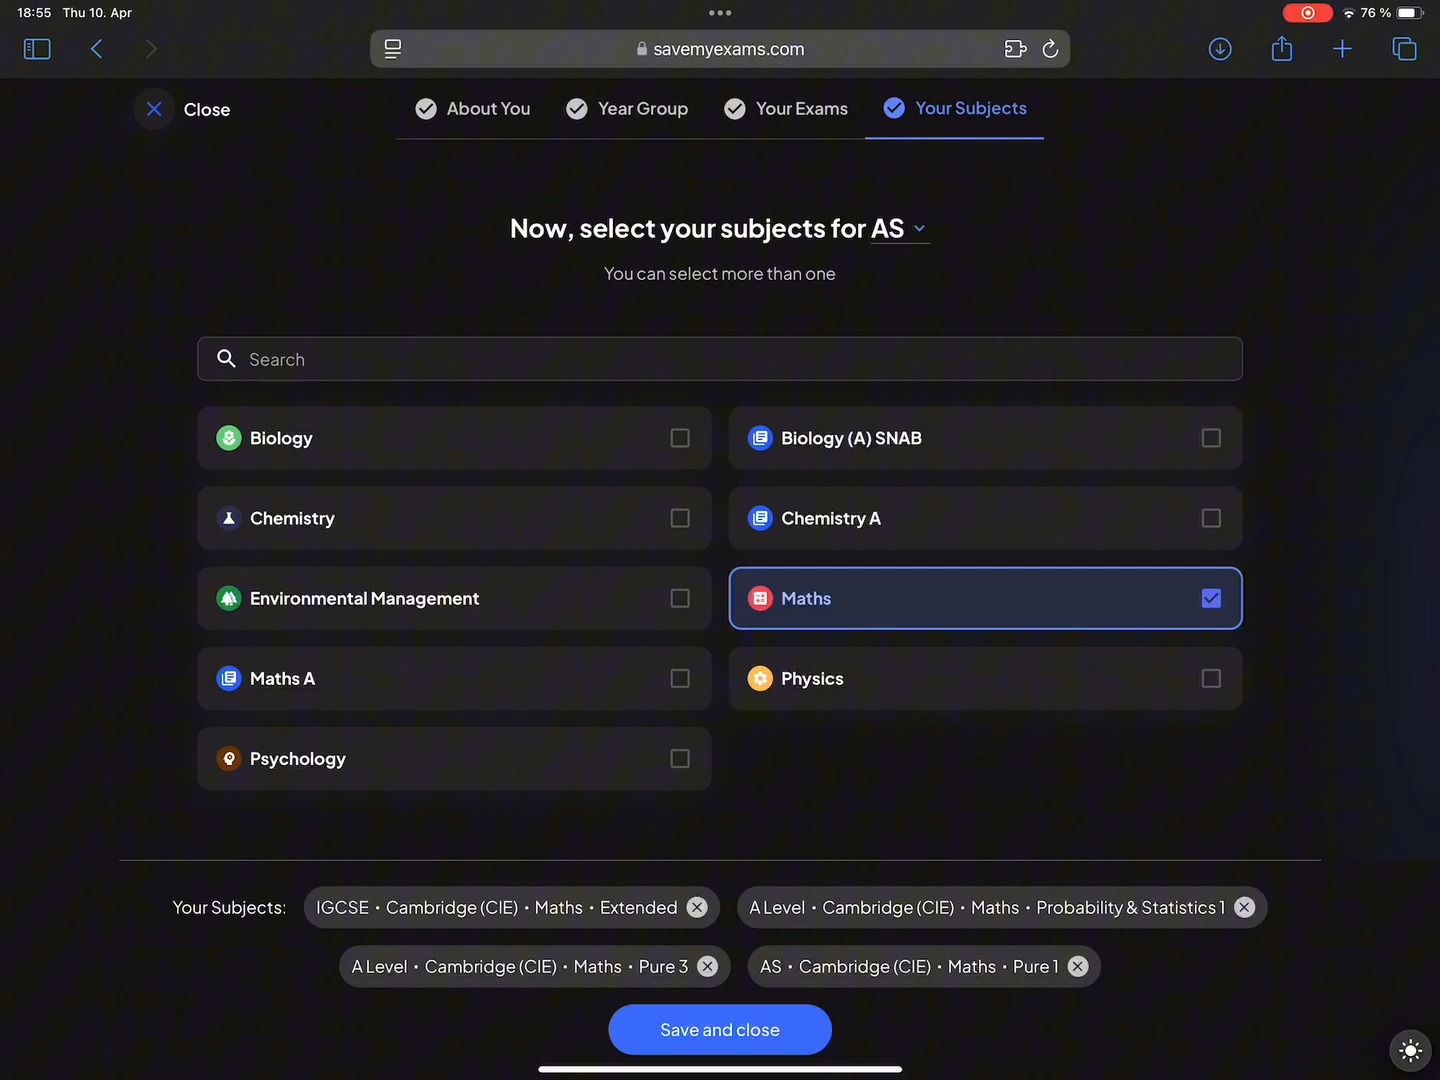 18:55 Thu 10. Apr
76 %
savemyexams.com
Close
About You
Year Group
Your Exams
Your Subjects
Now, select your subjects for AS
You can select more than one
Search
Biology
Biology (A) SNAB
Chemistry
Chemistry A
Environmental Management
Maths
Maths A
Physics
Psychology
Your Subjects:
IGCSE • Cambridge (CIE) • Maths • Extended
A Level • Cambridge (CIE) • Maths • Probability & Statistics 1
A Level • Cambridge (CIE) • Maths • Pure 3
AS • Cambridge (CIE) • Maths • Pure 1
Save and close